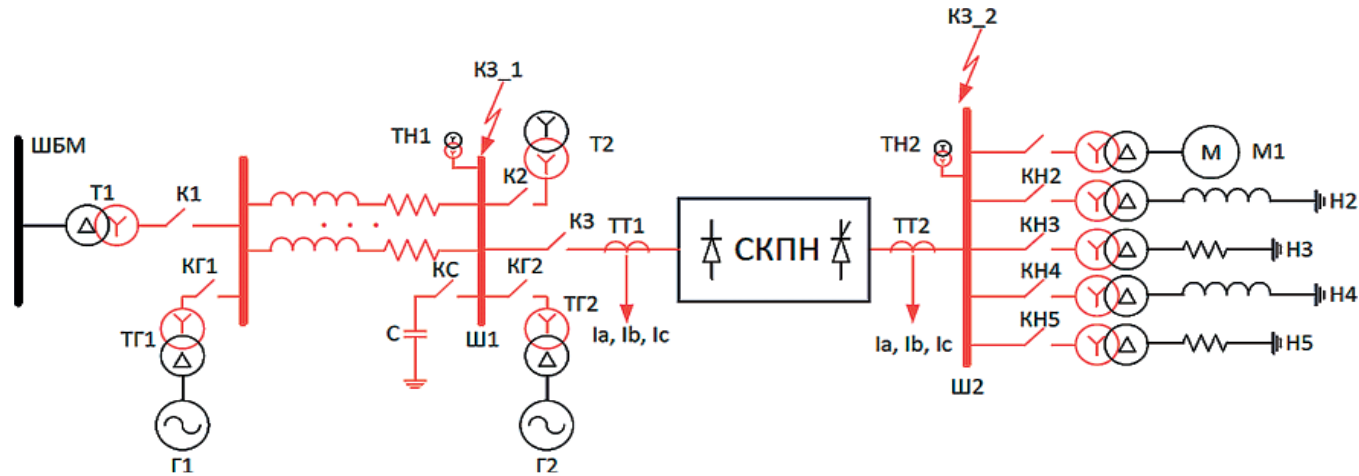 КЗ_2
КЗ_1
ШБМ
ТН1
Т2
Т1
К1
К2
К3
ТТ1
СКПН
ТТ2
ТН2
М
М1
КН2
Н2
КН3
Н3
КН4
Н4
КН5
Н5
КГ1
КС
КГ2
ТГ1
С
Ш1
ТГ2
Ia, Ib, Ic
Ia, Ib, Ic
Ш2
Г1
Г2